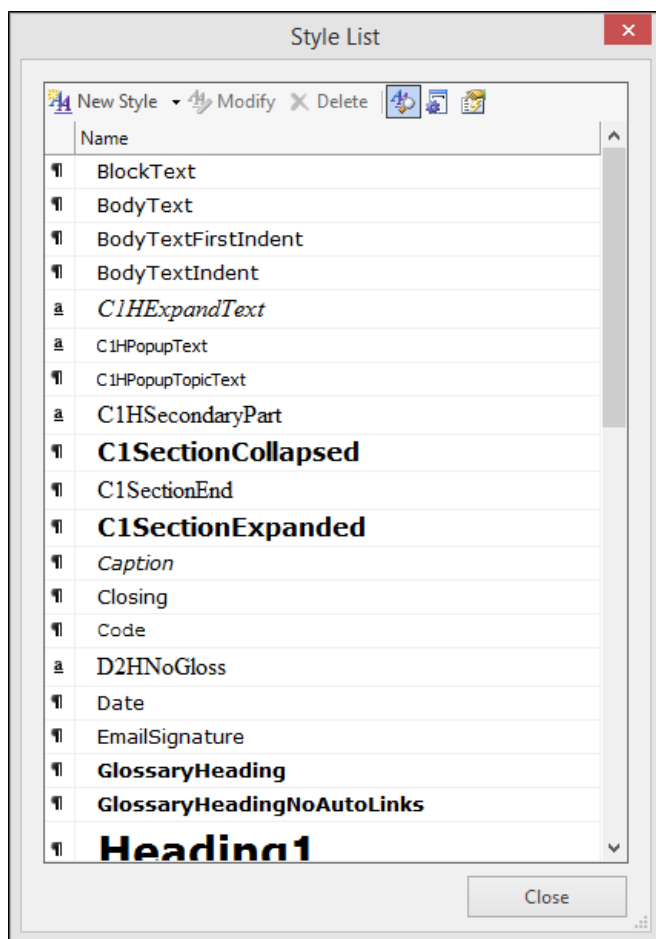 Style List
New Style Modify Delete
Name
¶ BlockText
¶ BodyText
¶ BodyTextFirstIndent
¶ BodyTextIndent
a C1HExpandText
a C1HPopupText
¶ C1HPopupTopicText
a C1HSecondaryPart
¶ C1SectionCollapsed
¶ C1SectionEnd
¶ C1SectionExpanded
¶ Caption
¶ Closing
¶ Code
a D2HNoGloss
¶ Date
¶ EmailSignature
¶ GlossaryHeading
¶ GlossaryHeadingNoAutoLinks
¶ Heading1
Close